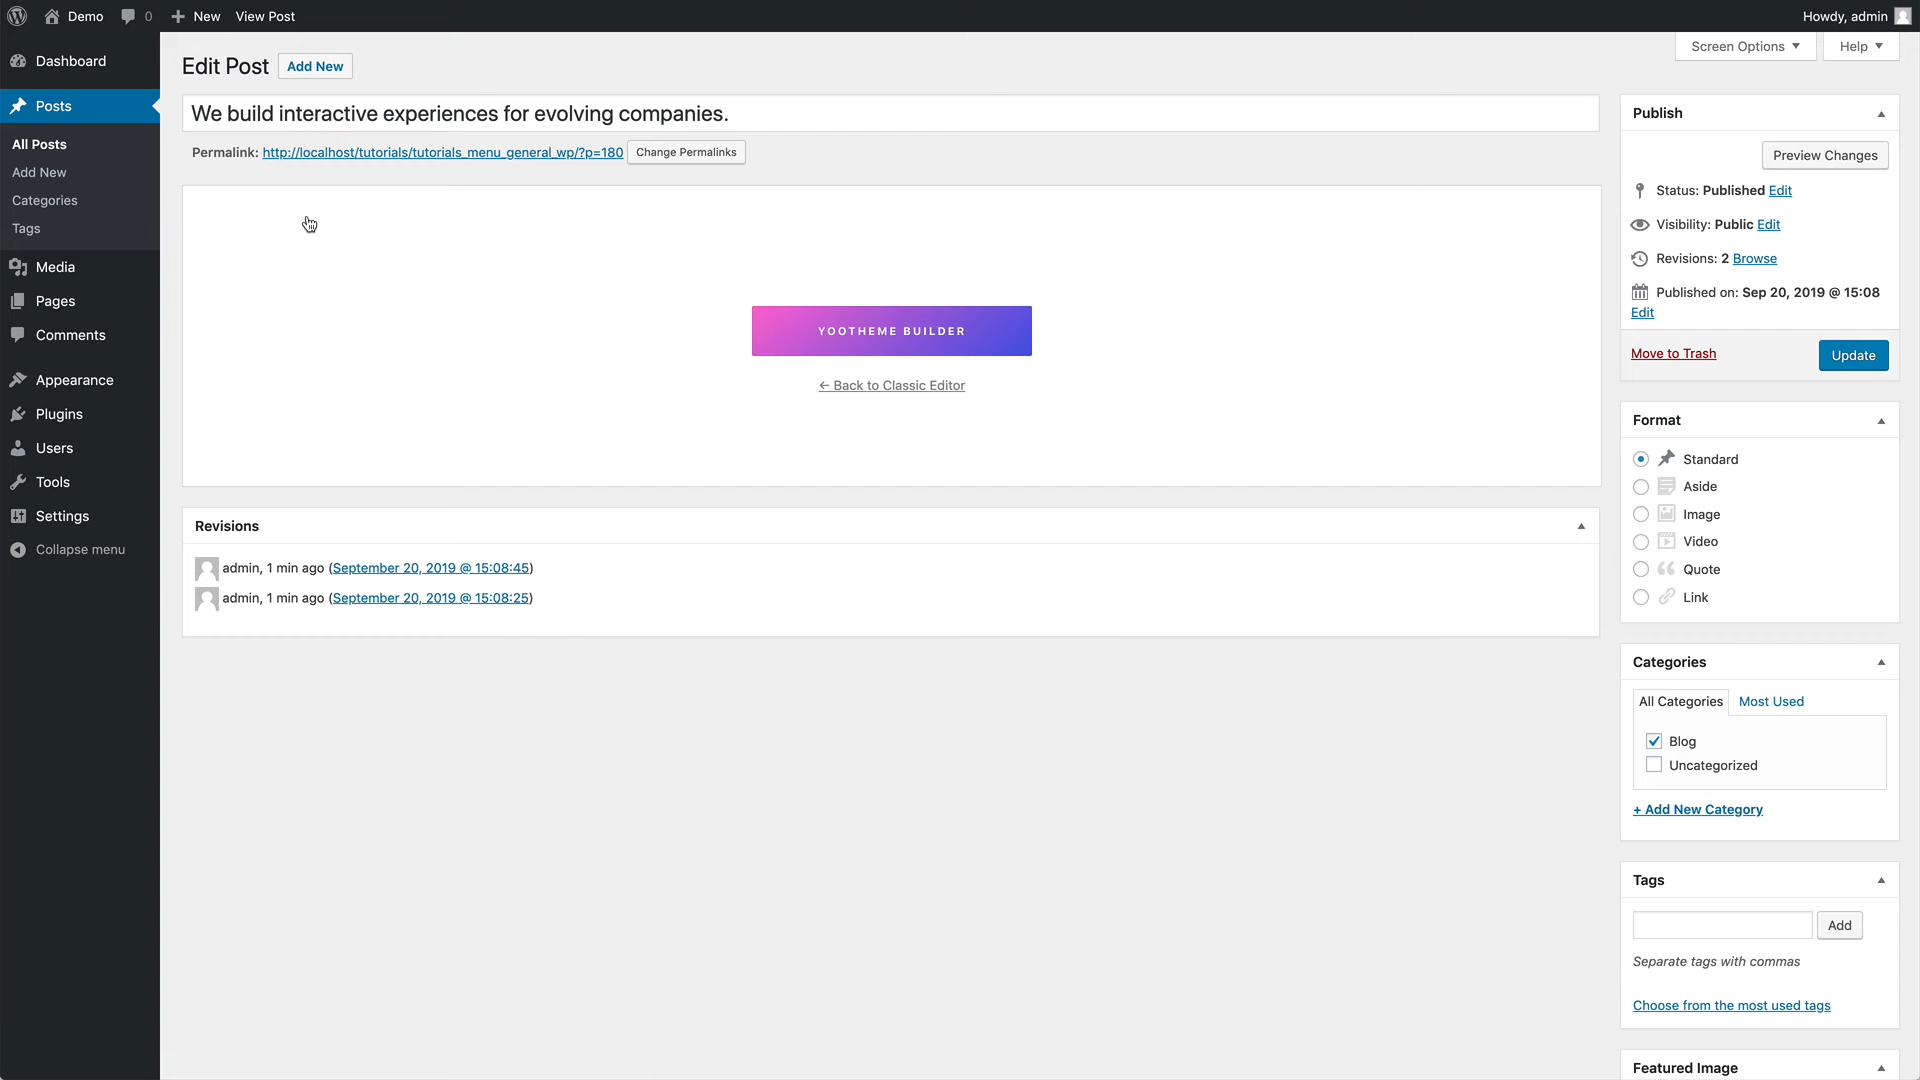 Demo
0
New
View Post
Howdy, admin
Dashboard
Posts
All Posts
Add New
Categories
Tags
Media
Pages
Comments
Appearance
Plugins
Users
Tools
Settings
Collapse menu
Screen Options
Help
Edit Post
Add New
We build interactive experiences for evolving companies.
Permalink: http://localhost/tutorials/tutorials_menu_general_wp/?p=180 Change Permalinks
YOOTHEME BUILDER
← Back to Classic Editor
Revisions
admin, 1 min ago (September 20, 2019 @ 15:08:45)
admin, 1 min ago (September 20, 2019 @ 15:08:25)
Publish
Preview Changes
Status: Published Edit
Visibility: Public Edit
Revisions: 2 Browse
Published on: Sep 20, 2019 @ 15:08
Edit
Move to Trash
Update
Format
Standard
Aside
Image
Video
Quote
Link
Categories
All Categories
Most Used
Blog
Uncategorized
+ Add New Category
Tags
Add
Separate tags with commas
Choose from the most used tags
Featured Image